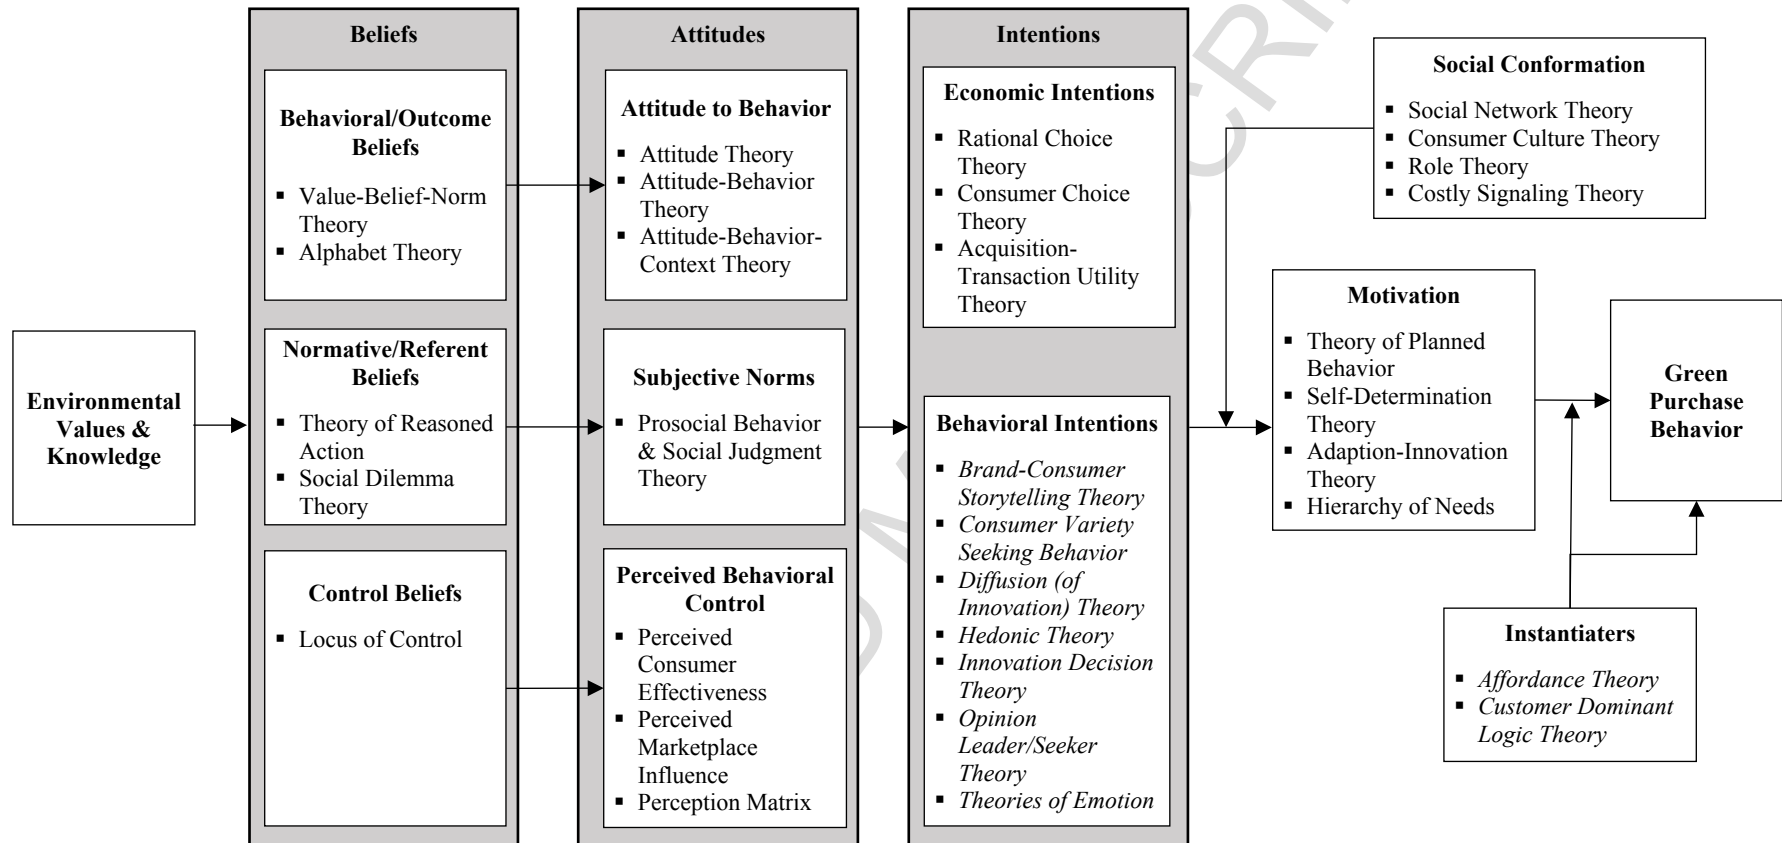 Environmental
Values &
Knowledge
Beliefs
Behavioral/Outcome
Beliefs
▪ Value-Belief-Norm
Theory
▪ Alphabet Theory
Normative/Referent
Beliefs
▪ Theory of Reasoned
Action
▪ Social Dilemma
Theory
Control Beliefs
▪ Locus of Control
Attitudes
Attitude to Behavior
▪ Attitude Theory
▪ Attitude-Behavior
Theory
▪ Attitude-Behavior-
Context Theory
Subjective Norms
▪ Prosocial Behavior
& Social Judgment
Theory
Perceived Behavioral
Control
▪ Perceived
Consumer
Effectiveness
▪ Perceived
Marketplace
Influence
▪ Perception Matrix
Intentions
Economic Intentions
▪ Rational Choice
Theory
▪ Consumer Choice
Theory
▪ Acquisition-
Transaction Utility
Theory
Behavioral Intentions
▪ Brand-Consumer
Storytelling Theory
▪ Consumer Variety
Seeking Behavior
▪ Diffusion (of
Innovation) Theory
▪ Hedonic Theory
▪ Innovation Decision
Theory
▪ Opinion
Leader/Seeker
Theory
▪ Theories of Emotion
Social Conformation
▪ Social Network Theory
▪ Consumer Culture Theory
▪ Role Theory
▪ Costly Signaling Theory
Motivation
▪ Theory of Planned
Behavior
▪ Self-Determination
Theory
▪ Adaption-Innovation
Theory
▪ Hierarchy of Needs
Green
Purchase
Behavior
Instantiaters
▪ Affordance Theory
▪ Customer Dominant
Logic Theory